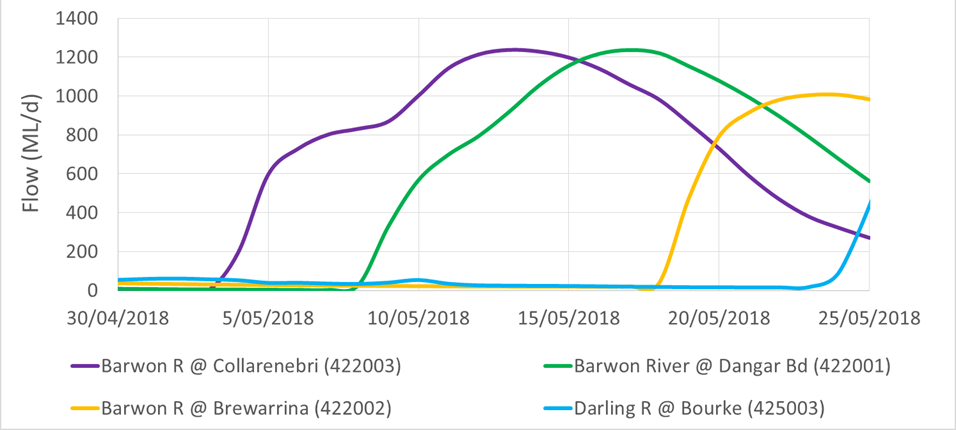 1400
1200
1000
800
600
400
200
0
Flow (ML/d)
30/04/2018 5/05/2018 10/05/2018 15/05/2018 20/05/2018 25/05/2018
Barwon R @ Collarenebri (422003) Barwon River @ Dangar Bd (422001)
Barwon R @ Brewarrina (422002) Darling R @ Bourke (425003)